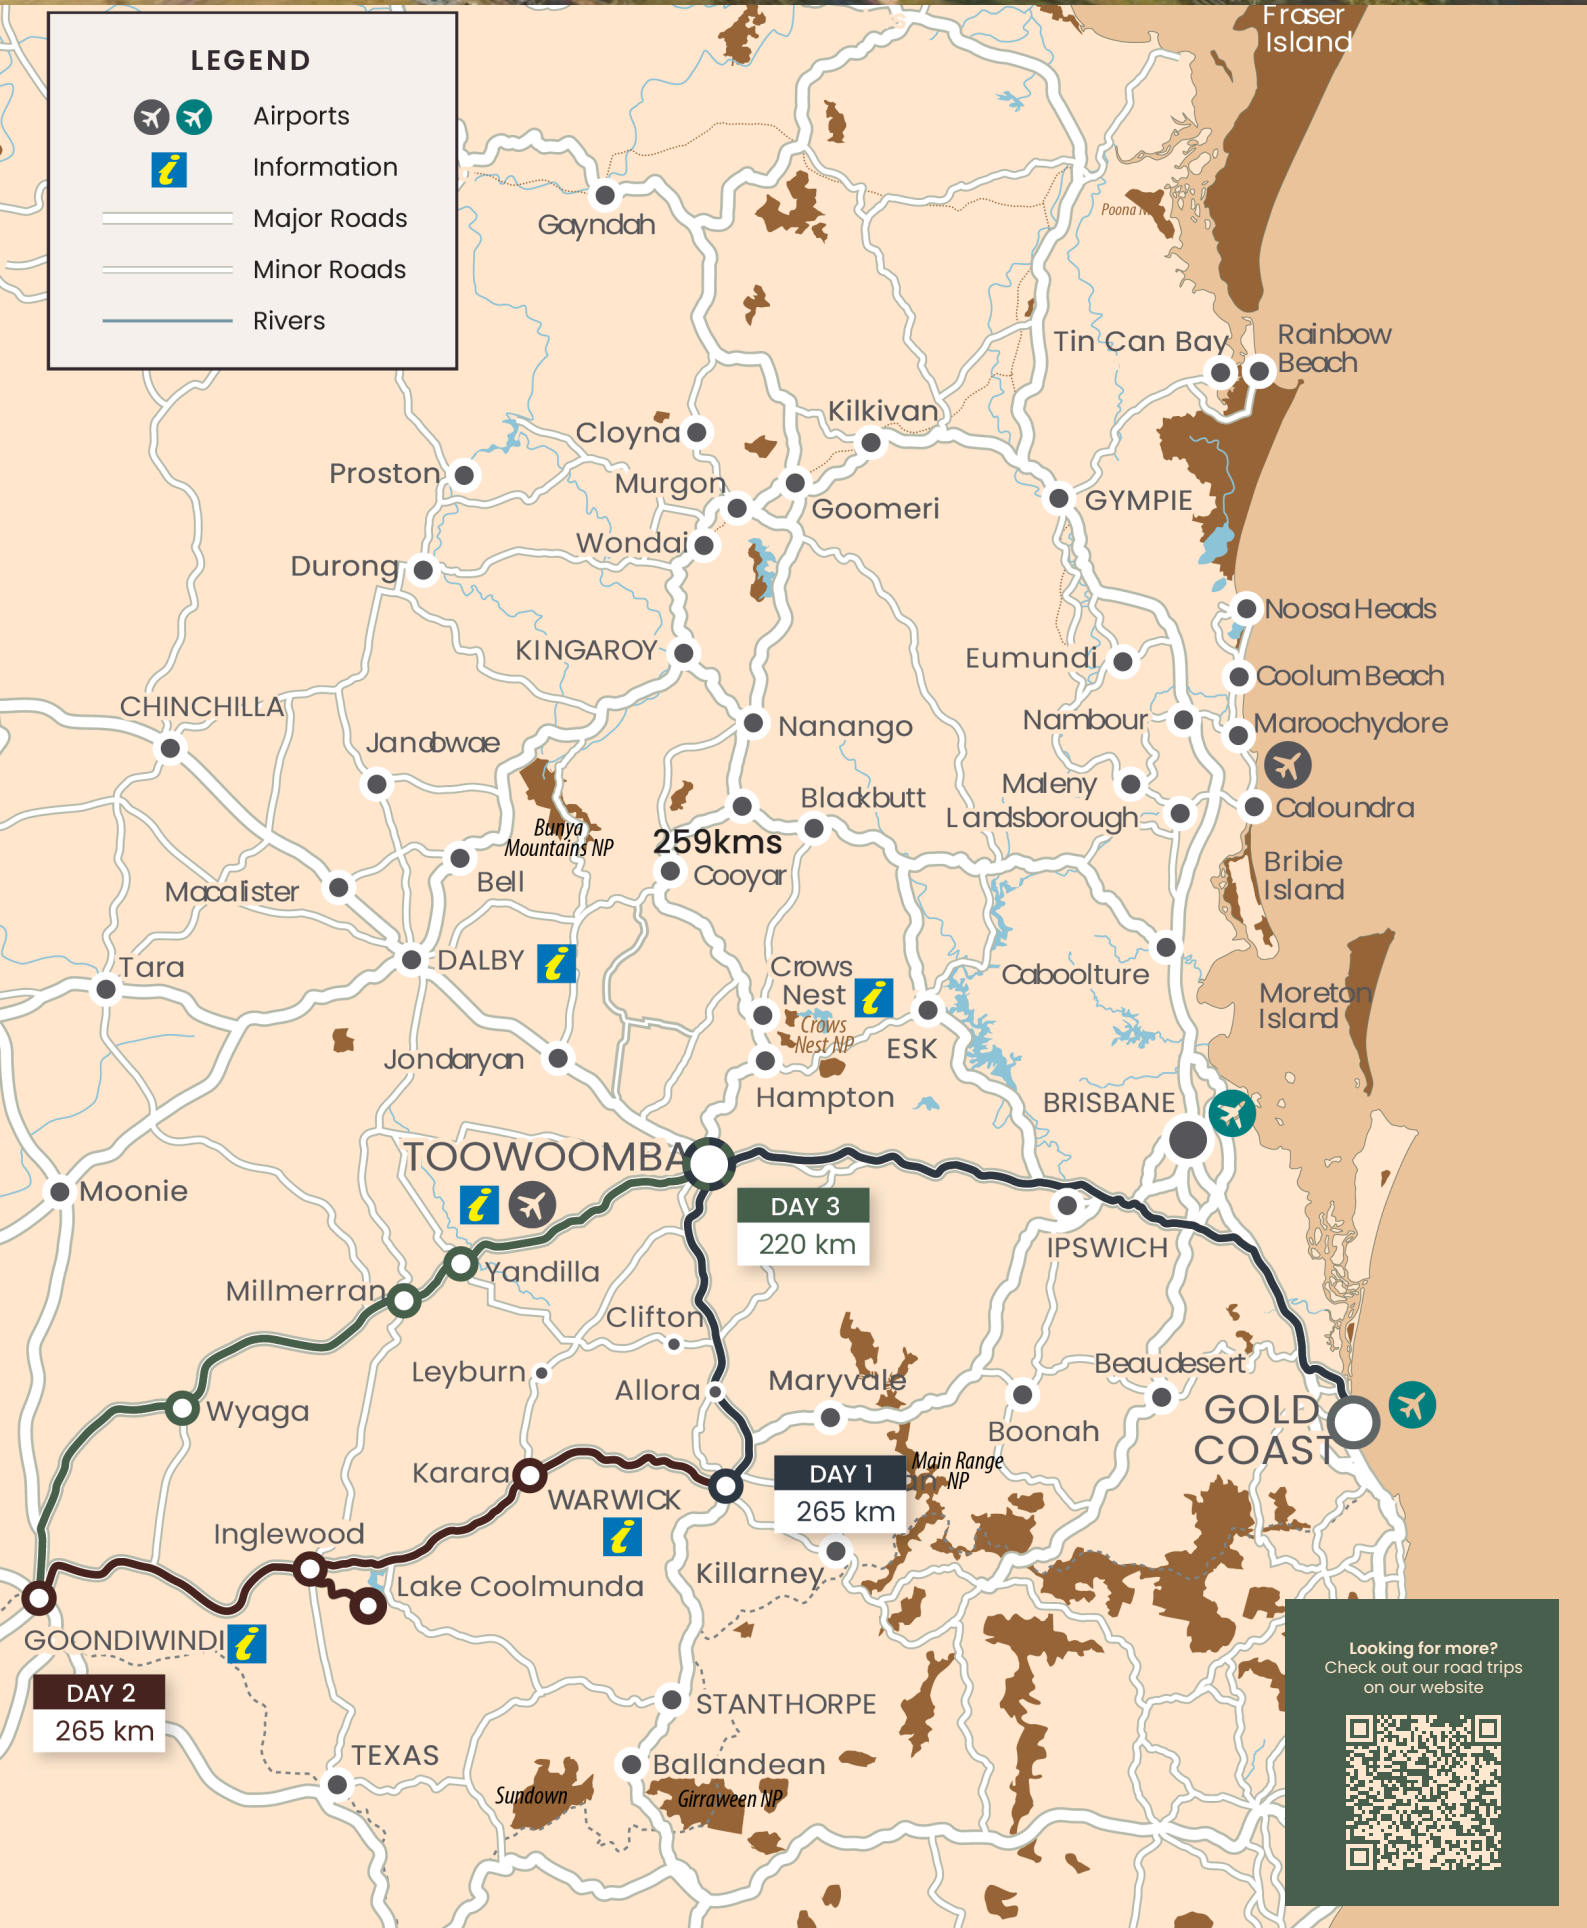 Fraser
Island
LEGEND
Airports
Information
Major Roads
Minor Roads
Rivers
Gayndah
Poona
Tin Can Bay
Rainbow
Beach
Kilkivan
Cloyna
Proston
Murgon
Goomeri
GYMPIE
Wondai
Durong
Noosa Heads
KINGAROY
Eumundi
Coolum Beach
CHINCHILLA
Nambour
Maroochydore
Nanango
Jandowae
Maleny
Blackbutt
Landsborough
Caloundra
Bunya
Mountains NP
259kms
Cooyar
Bell
Macalister
Bribie
Island
DALBY
Tara
Crows
Nest
Caboolture
Moreton
Island
Crows
Nest NP
ESK
Jondaryan
Hampton
BRISBANE
TOOWOOMBA
Moonie
DAY 3
220 km
IPSWICH
Yandilla
Millmerran
Clifton
Leyburn
Allora
Maryvale
Beaudesert
Wyaga
GOLD
COAST
Boonah
Main Range
NP
Karara
DAY 1
265 km
WARWICK
Inglewood
Killarney
Lake Coolmunda
GOONDIWINDI
DAY 2
265 km
STANTHORPE
TEXAS
Ballandean
Sundown
Girraween NP
Looking for more?
Check out our road trips
on our website